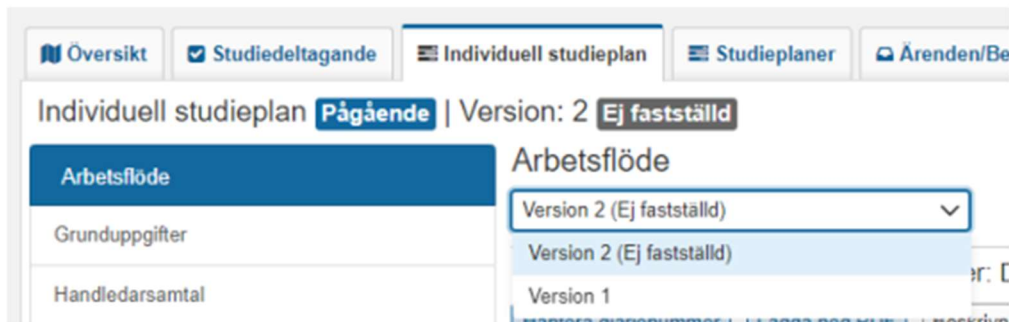 Översikt Studiedeltagande Individuell studieplan Studieplaner Ärenden/Be
Individuell studieplan Pågående | Version: 2 Ej fastställd
Arbetsflöde
Arbetsflöde
Version 2 (Ej fastställd)
Grunduppgifter
Version 2 (Ej fastställd)
er: D
Handledarsamtal
Version 1